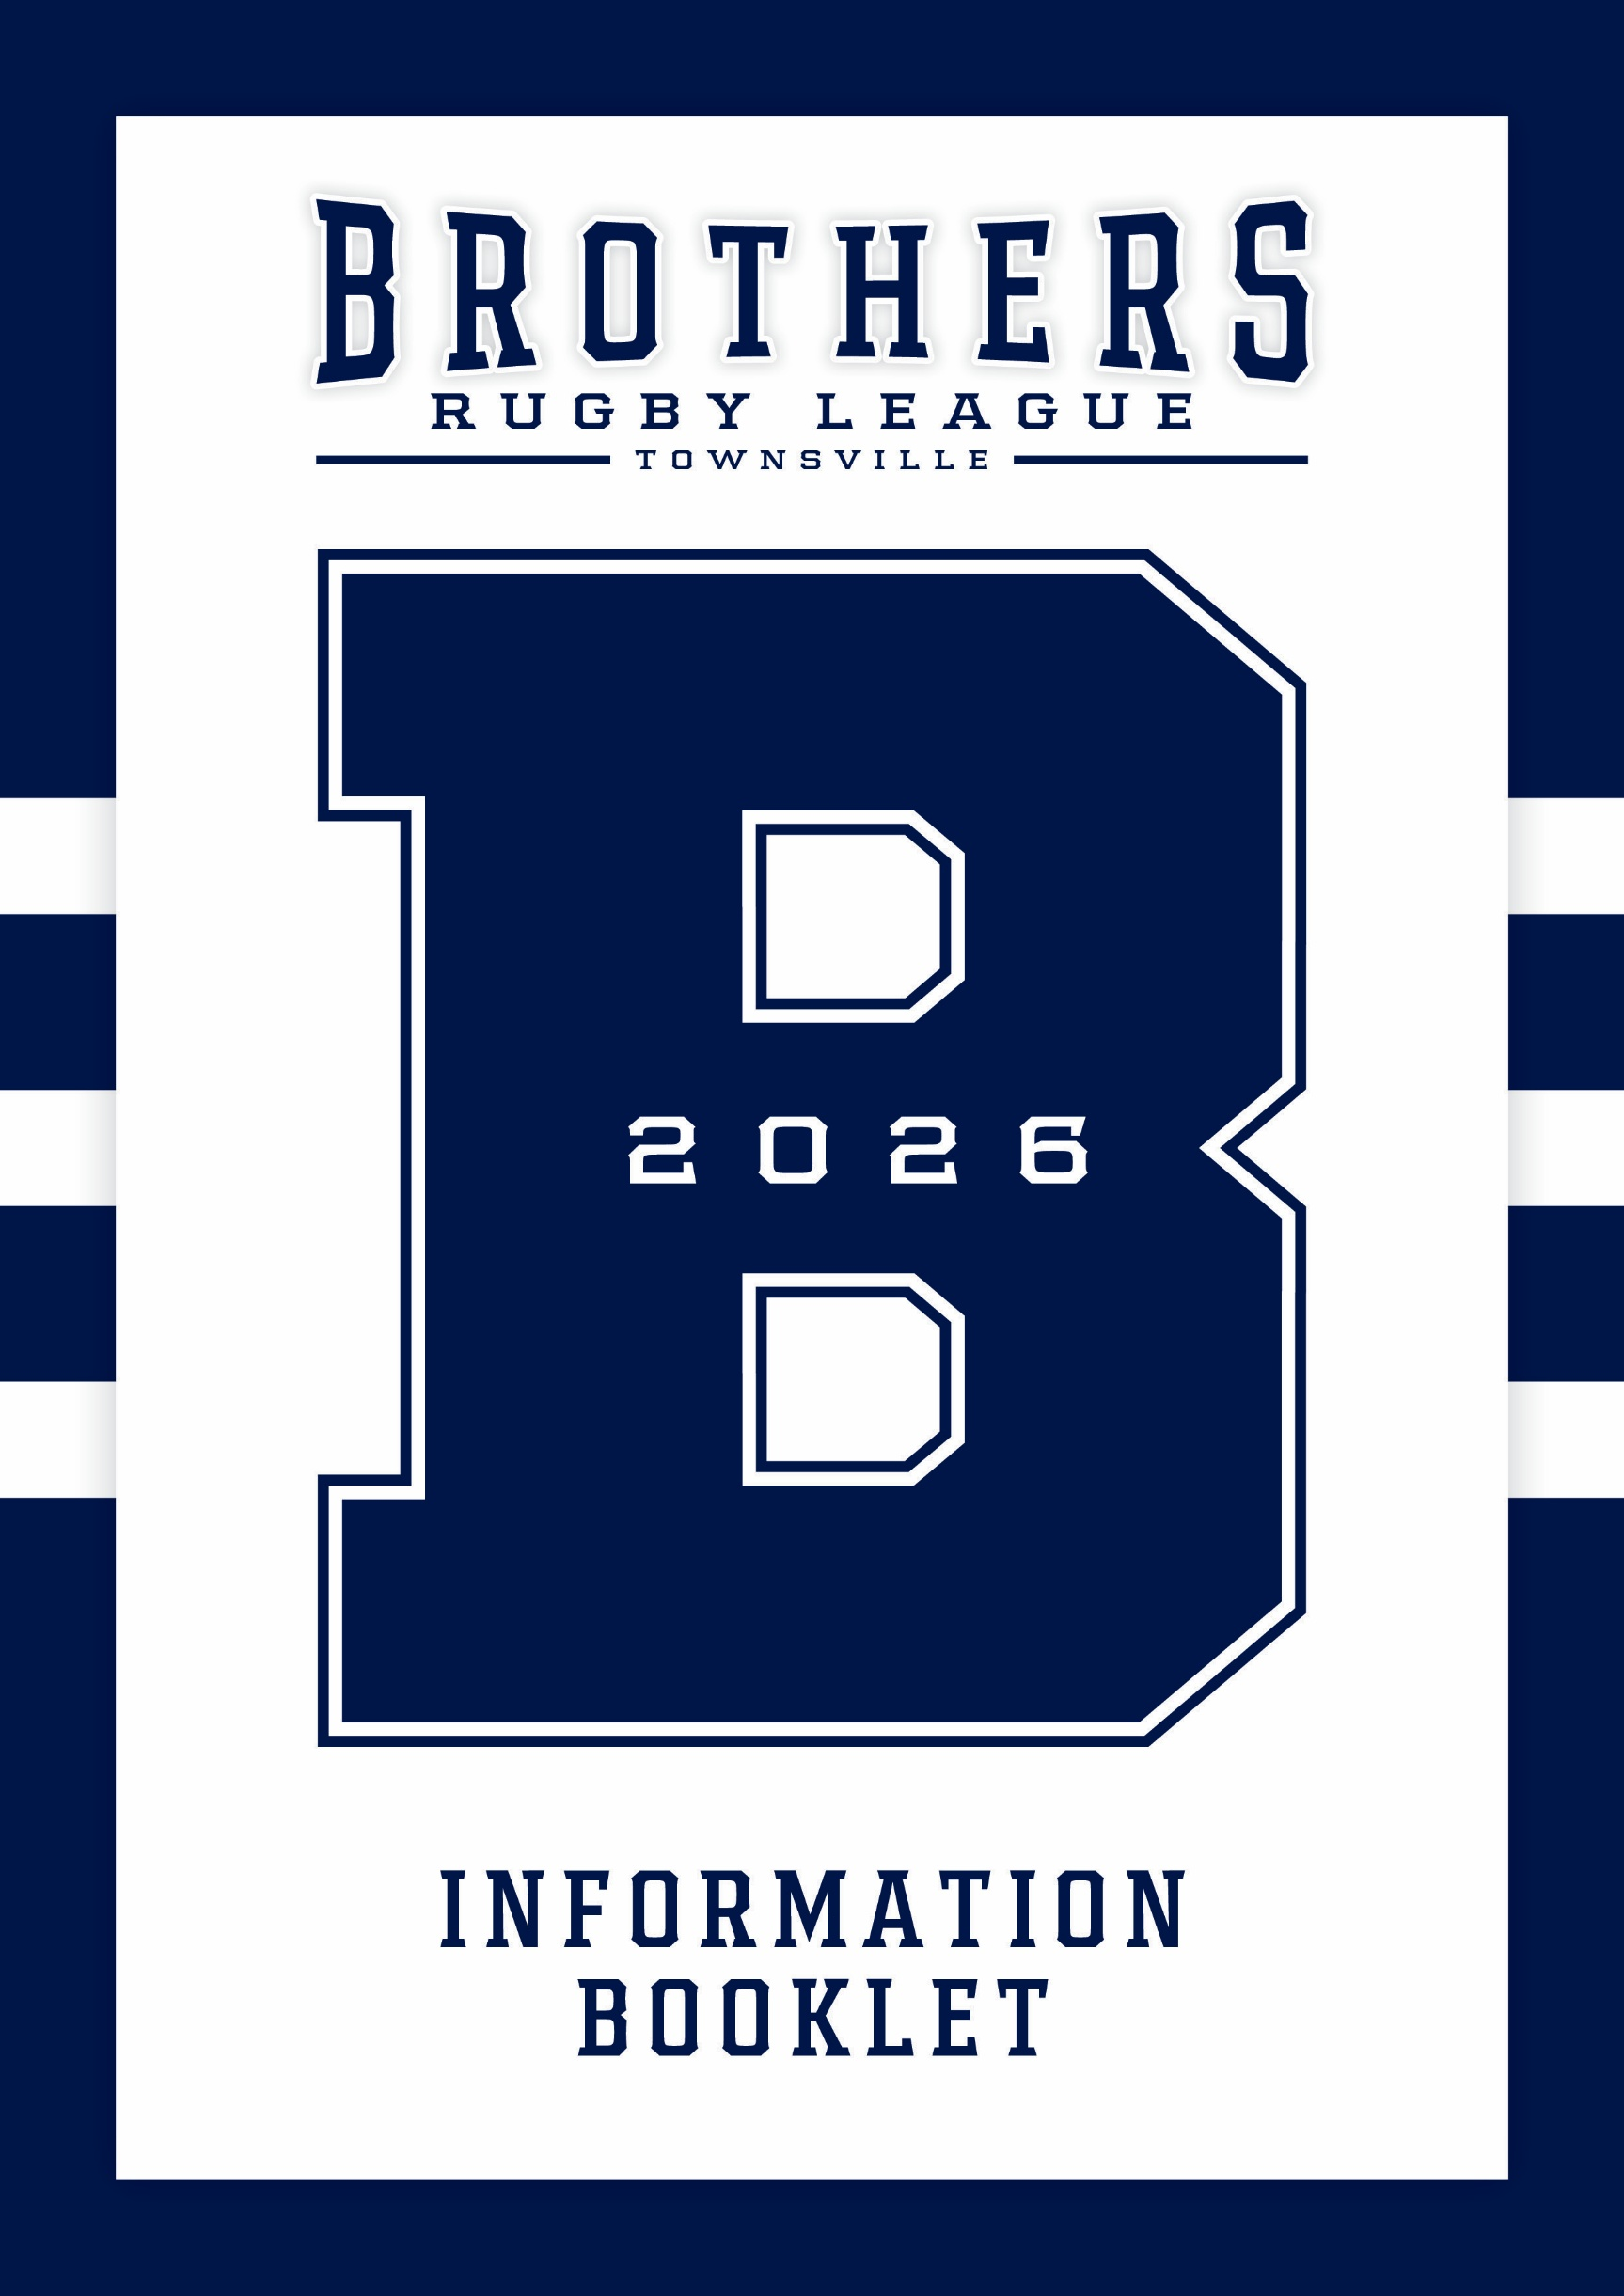 BROTHERS
RUGBY LEAGUE
TOWNSVILLE
B
2026
INFORMATION
BOOKLET